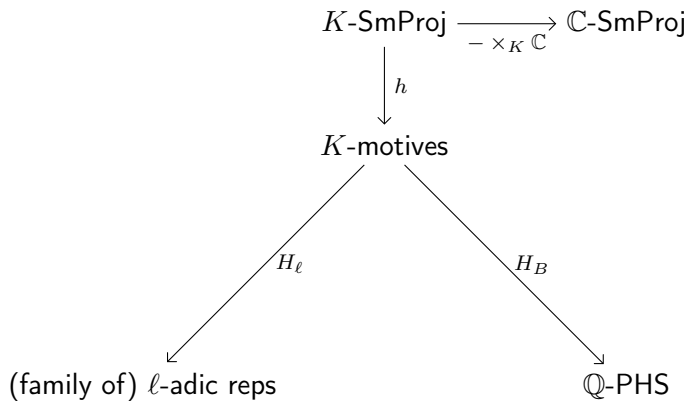 K-SmProj
ℂ-SmProj
− ×_K ℂ
h
K-motives
H_ℓ
H_B
(family of) ℓ-adic reps
ℚ-PHS